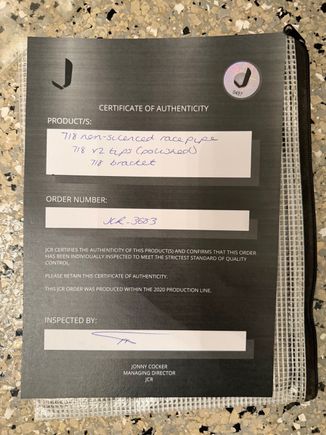 J
J
0497
CERTIFICATE OF AUTHENTICITY
PRODUCT/S:
718 non-silenced racepipe
718 V2 tips (polished)
718 bracket
ORDER NUMBER:
JCR-3603
JCR CERTIFIES THE AUTHENTICITY OF THIS PRODUCT(S) AND CONFIRMS THAT THIS ORDER
HAS BEEN INDIVIDUALLY INSPECTED TO MEET THE STRICTEST STANDARD OF QUALITY
CONTROL.
PLEASE RETAIN THIS CERTIFICATE OF AUTHENTICITY.
THIS JCR ORDER WAS PRODUCED WITHIN THE 2020 PRODUCTION LINE.
INSPECTED BY:
JONNY COCKER
MANAGING DIRECTOR
JCR